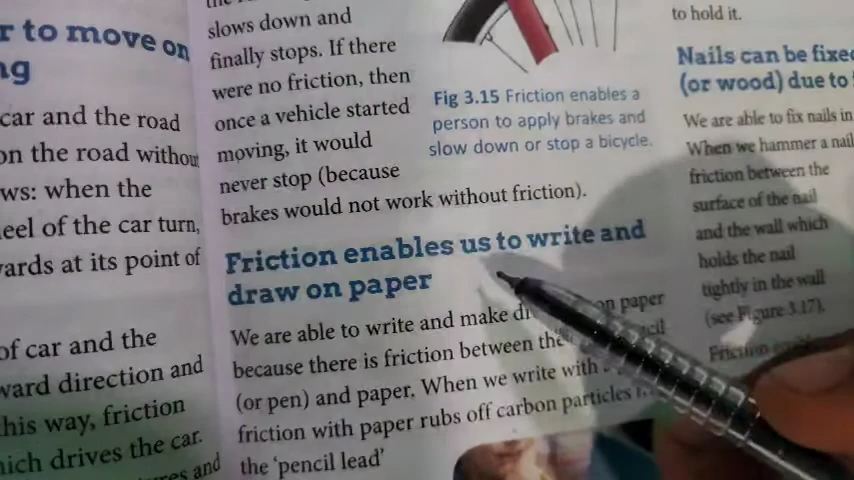 r to move on
ng
car and the road
on the road without
ws: when the
eel of the car turn,
vards at its point of
of car and the
ward direction and
his way, friction
hich drives the car.
and
slows down and
finally stops. If there
were no friction, then
once a vehicle started
moving, it would
never stop (because
brakes would not work without friction).
Fig 3.15 Friction enables a
person to apply brakes and
slow down or stop a bicycle.
Friction enables us to write and
draw on paper
We are able to write and make on paper
because there is friction between the
(or pen) and paper. When we write with
friction with paper rubs off carbon particles
the 'pencil lead'
to hold it.
Nails can be fixe
(or wood) due to
We are able to fix nails in
When we hammer a nail
friction between the
surface of the nail
and the wall which
holds the nail
tightly in the wall
(see Figure 3.17).
Friction